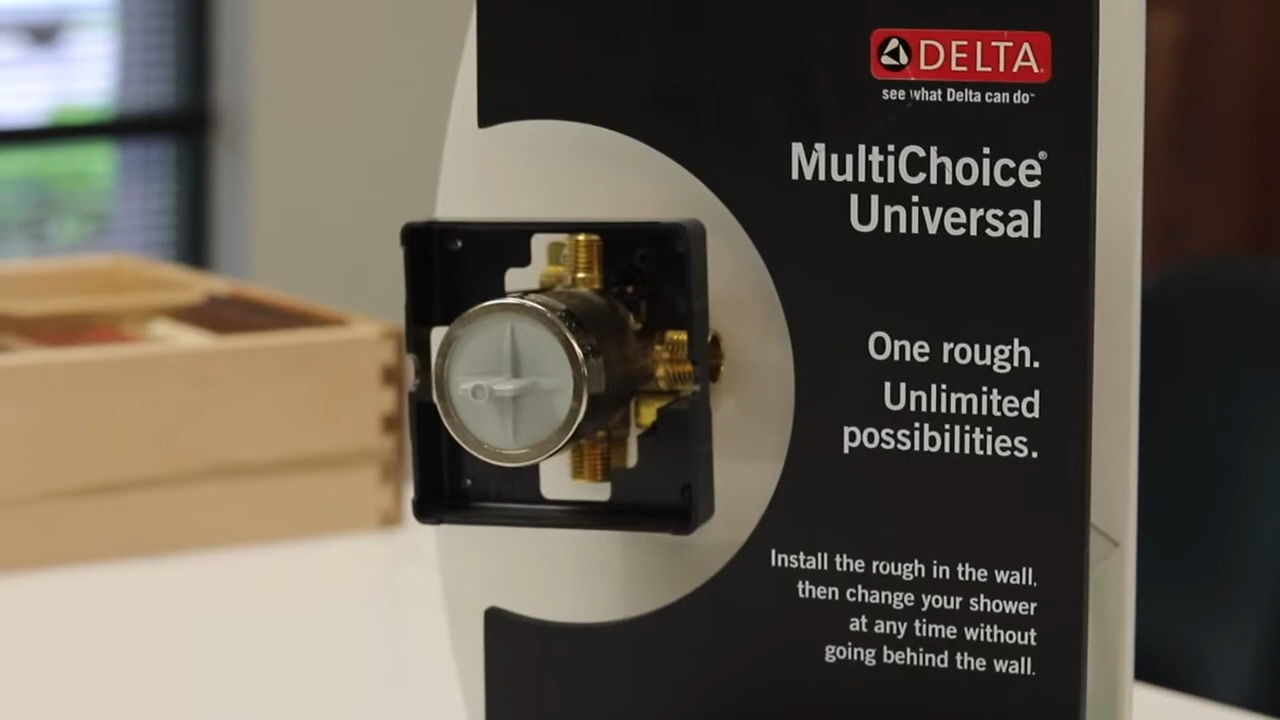 DELTA
see what Delta can do™
MultiChoice®
Universal
One rough.
Unlimited
possibilities.
Install the rough in the wall,
then change your shower
at any time without
going behind the wall.